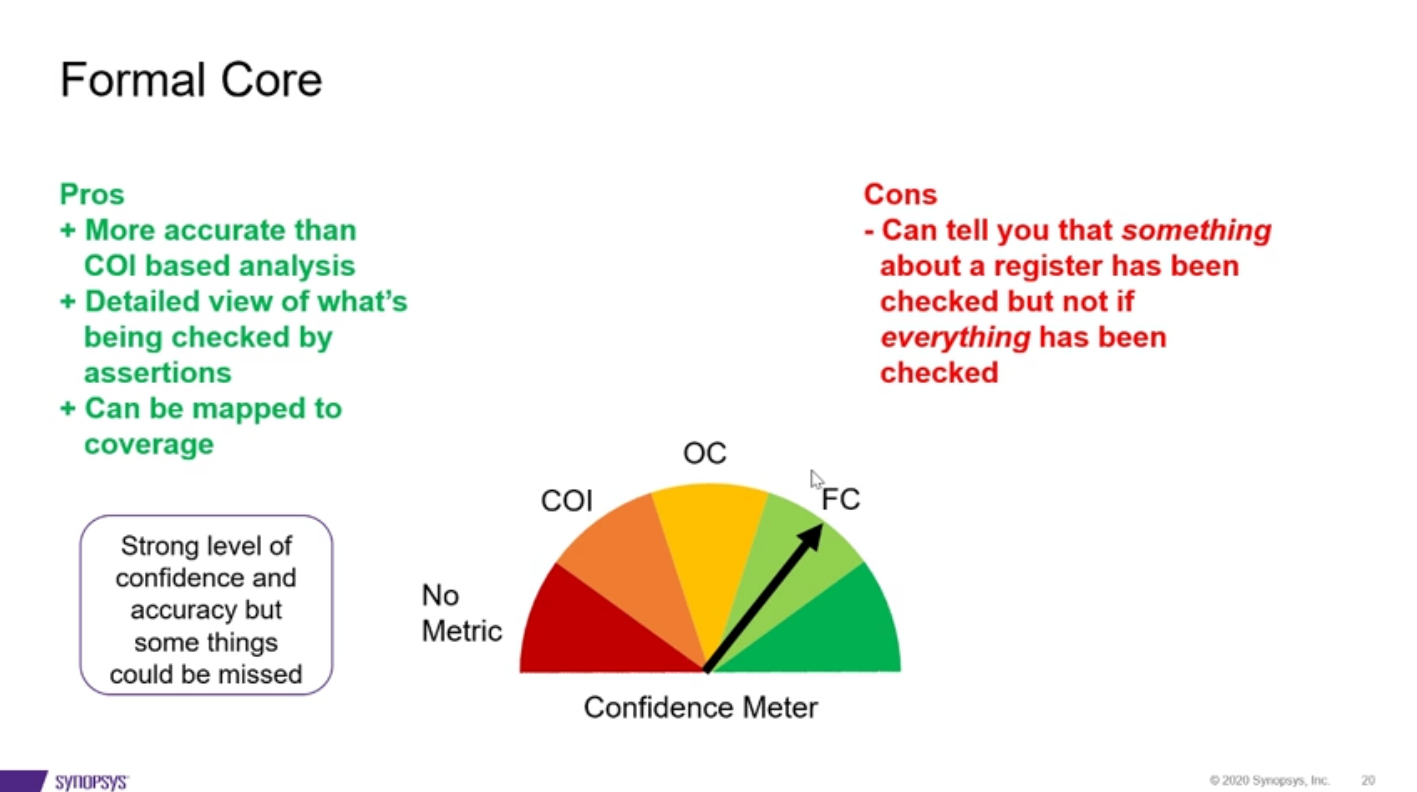 Formal Core
Pros
+ More accurate than
COI based analysis
+ Detailed view of what's
being checked by
assertions
+ Can be mapped to
coverage
Cons
- Can tell you that something
about a register has been
checked but not if
everything has been
checked
Strong level of
confidence and
accuracy but
some things
could be missed
No
Metric
COI
OC
FC
Confidence Meter
SYNOPSYS
© 2020 Synopsys, Inc.
20